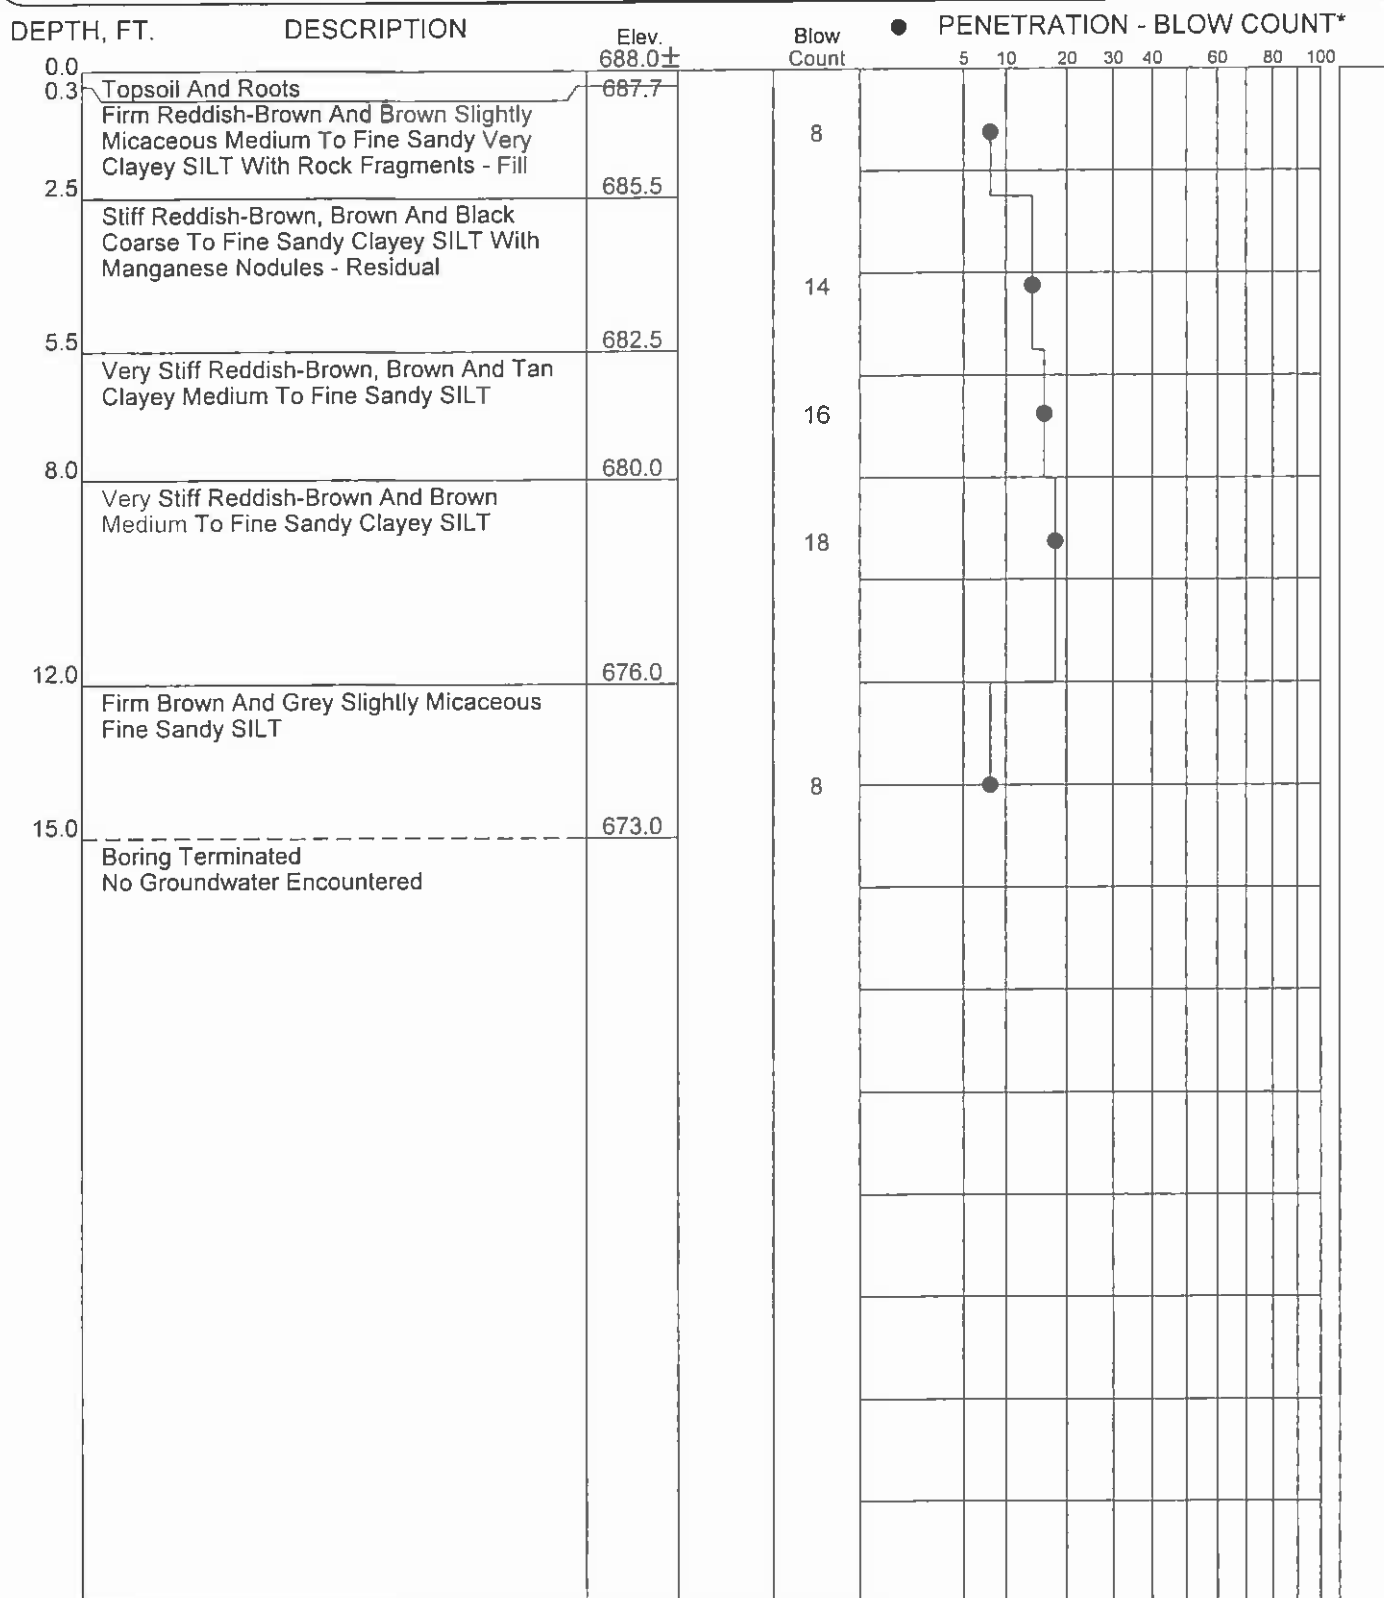 DEPTH, FT. DESCRIPTION Elev. 688.0± Blow Count ● PENETRATION - BLOW COUNT*
5 10 20 30 40 60 80 100
0.0
0.3 Topsoil And Roots 687.7
Firm Reddish-Brown And Brown Slightly
Micaceous Medium To Fine Sandy Very 8
Clayey SILT With Rock Fragments - Fill
2.5 685.5
Stiff Reddish-Brown, Brown And Black
Coarse To Fine Sandy Clayey SILT With
Manganese Nodules - Residual
14
5.5 682.5
Very Stiff Reddish-Brown, Brown And Tan
Clayey Medium To Fine Sandy SILT
16
8.0 680.0
Very Stiff Reddish-Brown And Brown
Medium To Fine Sandy Clayey SILT
18
12.0 676.0
Firm Brown And Grey Slightly Micaceous
Fine Sandy SILT
8
15.0 673.0
Boring Terminated
No Groundwater Encountered